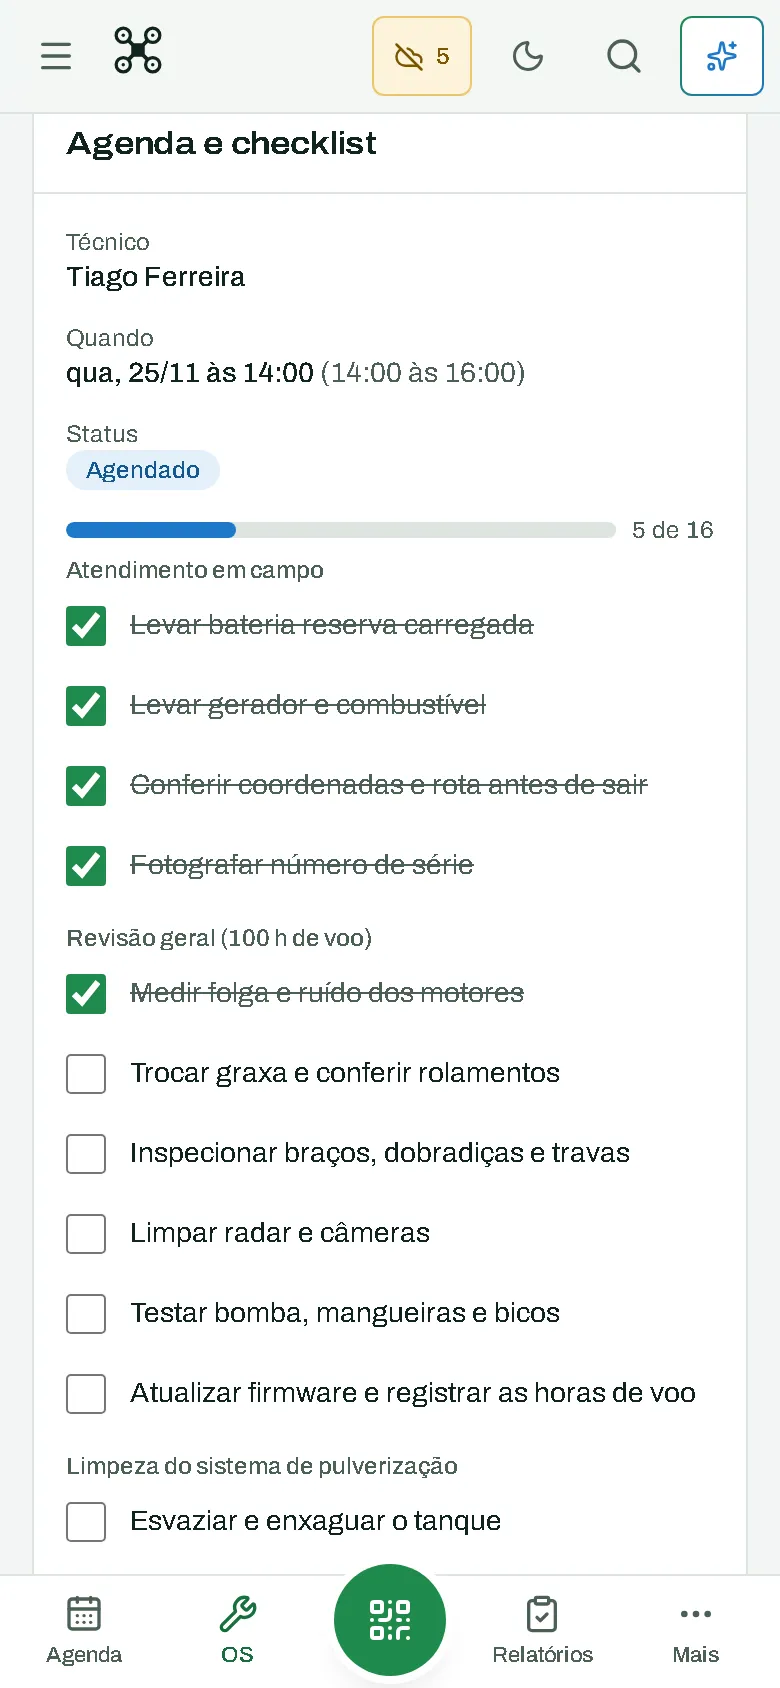 5
Agenda e checklist
Técnico
Tiago Ferreira
Quando
qua, 25/11 às 14:00 (14:00 às 16:00)
Status
Agendado
5 de 16
Atendimento em campo
Levar bateria reserva carregada
Levar gerador e combustível
Conferir coordenadas e rota antes de sair
Fotografar número de série
Revisão geral (100 h de voo)
Medir folga e ruído dos motores
Trocar graxa e conferir rolamentos
Inspecionar braços, dobradiças e travas
Limpar radar e câmeras
Testar bomba, mangueiras e bicos
Atualizar firmware e registrar as horas de voo
Limpeza do sistema de pulverização
Esvaziar e enxaguar o tanque
Agenda
OS
Relatórios
Mais